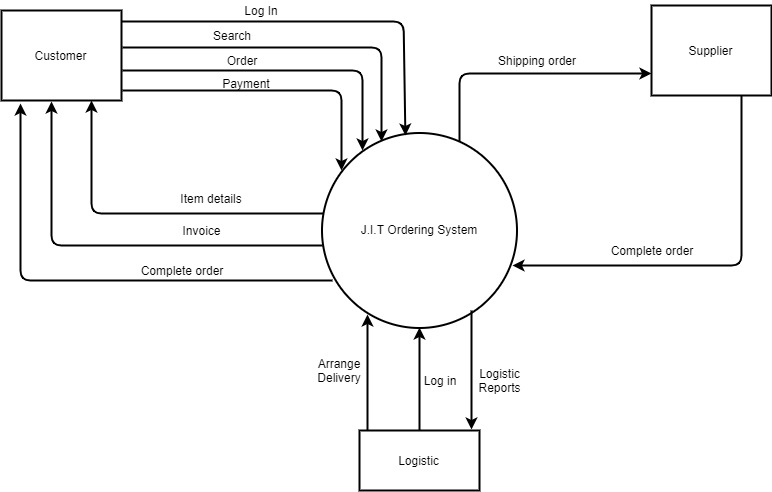 Log In
Search
Order
Payment
Customer
Shipping order
Supplier
Item details
Invoice
Complete order
J.I.T Ordering System
Complete order
Arrange
Delivery
Log in
Logistic
Reports
Logistic